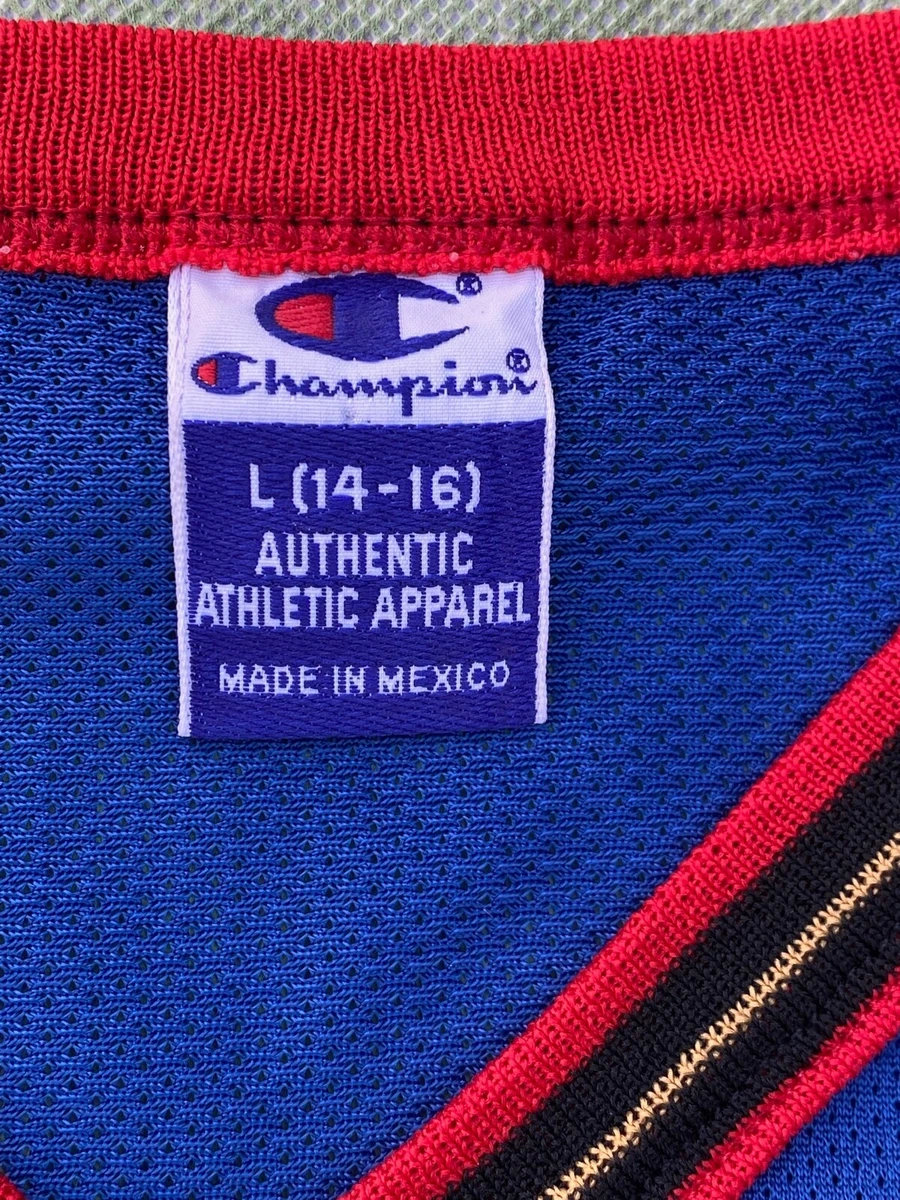 ®
Champion®
L (14-16)
AUTHENTIC
ATHLETIC APPAREL
MADE IN MEXICO